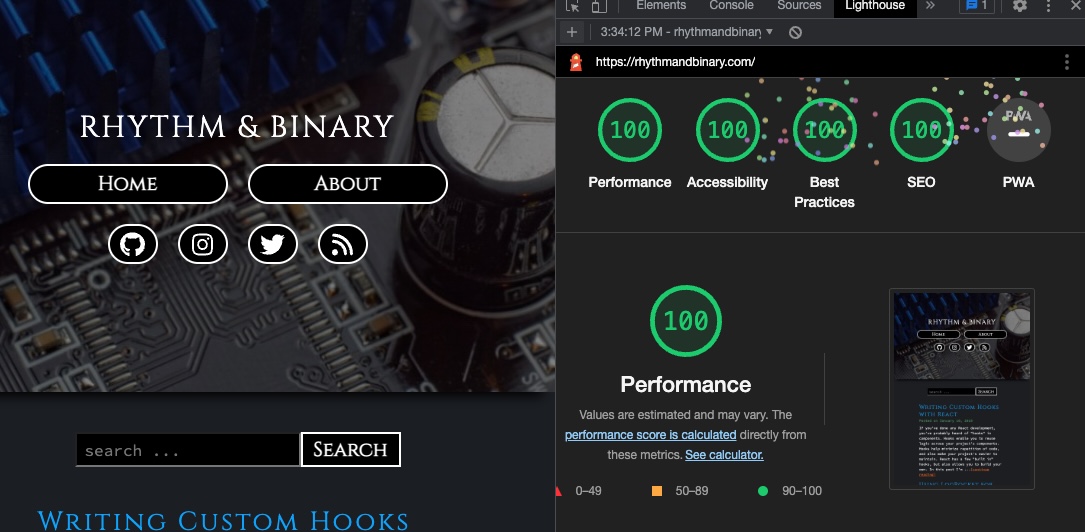 RHYTHM & BINARY
Home
About
search ...
Search
Writing Custom Hooks
Elements
Console
Sources
Lighthouse
»
1
+
3:34:12 PM - rhythmandbinary
https://rhythmandbinary.com/
100
100
100
100
PWA
Performance
Accessibility
Best
Practices
SEO
PWA
100
Performance
Values are estimated and may vary. The
performance score is calculated directly from
these metrics. See calculator.
0–49
50–89
90–100
RHYTHM & BINARY
Home
About
Search
Writing Custom Hooks
with React